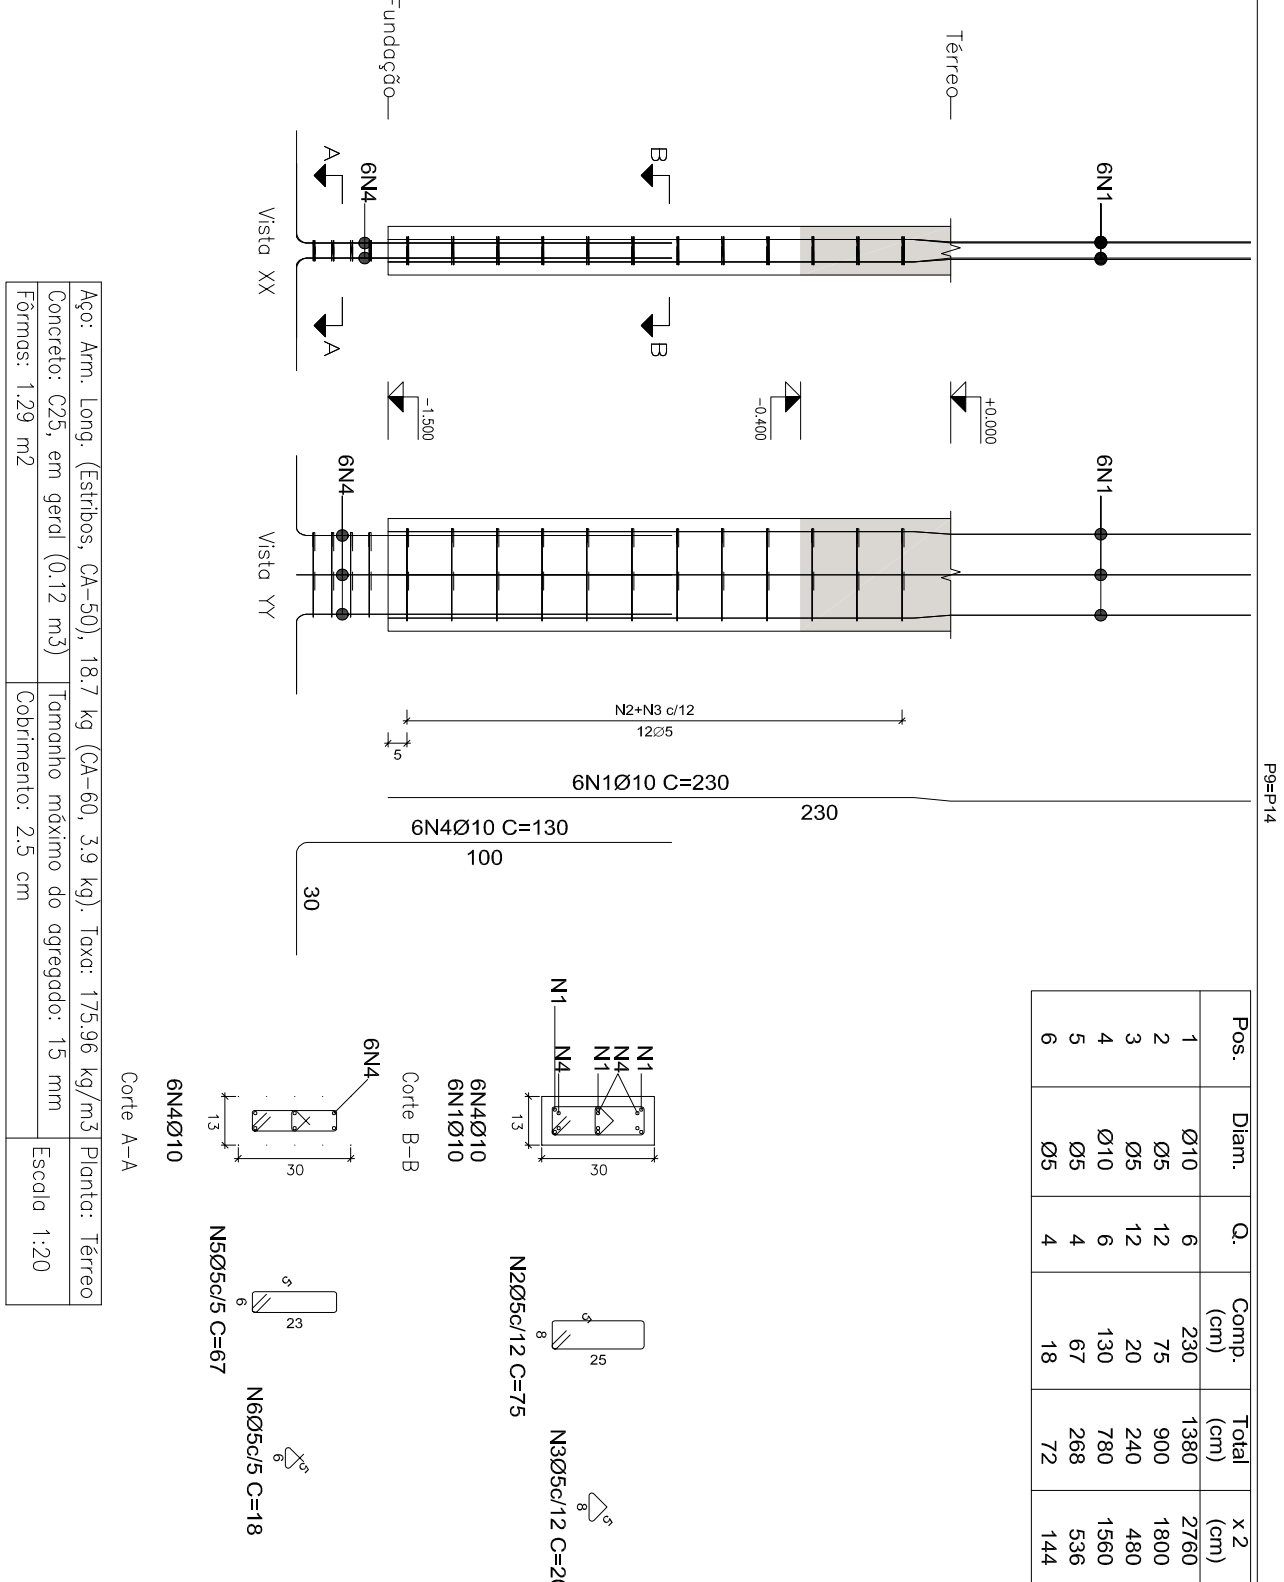 P9=P14
Térreo
Fundação
6N1
6N4
B
B
A
A
Vista XX
+0.000
-0.400
-1.500
6N1
6N4
Vista YY
N2+N3 c/12
12Ø5
5
6N1Ø10 C=230
230
6N4Ø10 C=130
100
30
Pos. Diam. Q. Comp. (cm) Total (cm) x 2 (cm)
1 Ø10 6 230 1380 2760
2 Ø5 12 75 900 1800
3 Ø5 12 20 240 480
4 Ø10 6 130 780 1560
5 Ø5 4 67 268 536
6 Ø5 4 18 72 144
N1
N4
N1
N4
N1
13
30
6N4Ø10
6N1Ø10
Corte B-B
5
8
25
N2Ø5c/12 C=75
5
8
N3Ø5c/12 C=20
6N4
13
30
6N4Ø10
Corte A-A
5
6
23
N5Ø5c/5 C=67
5
6
N6Ø5c/5 C=18
Aço: Arm. Long. (Estribos, CA-50), 18.7 kg (CA-60, 3.9 kg). Taxa: 175.96 kg/m3 Planta: Térreo
Concreto: C25, em geral (0.12 m3) Tamanho máximo do agregado: 15 mm Escala 1:20
Fôrmas: 1.29 m2 Cobrimento: 2.5 cm